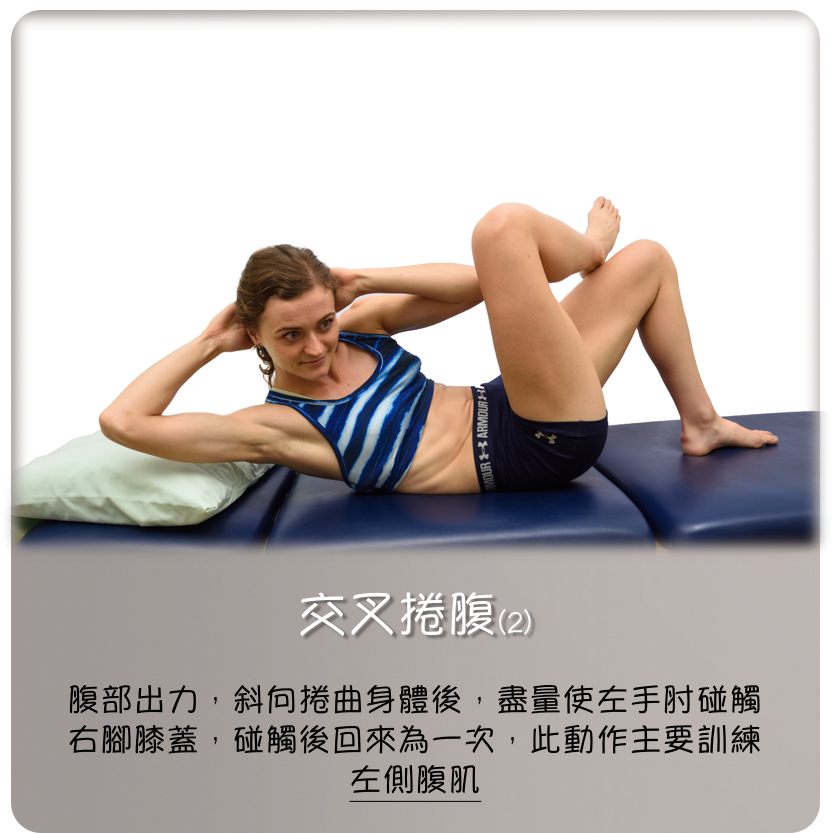 ARMOUR
ARMOUR
交叉捲腹(2)
腹部出力，斜向捲曲身體後，盡量使左手肘碰觸
右腳膝蓋，碰觸後回來為一次，此動作主要訓練
左側腹肌